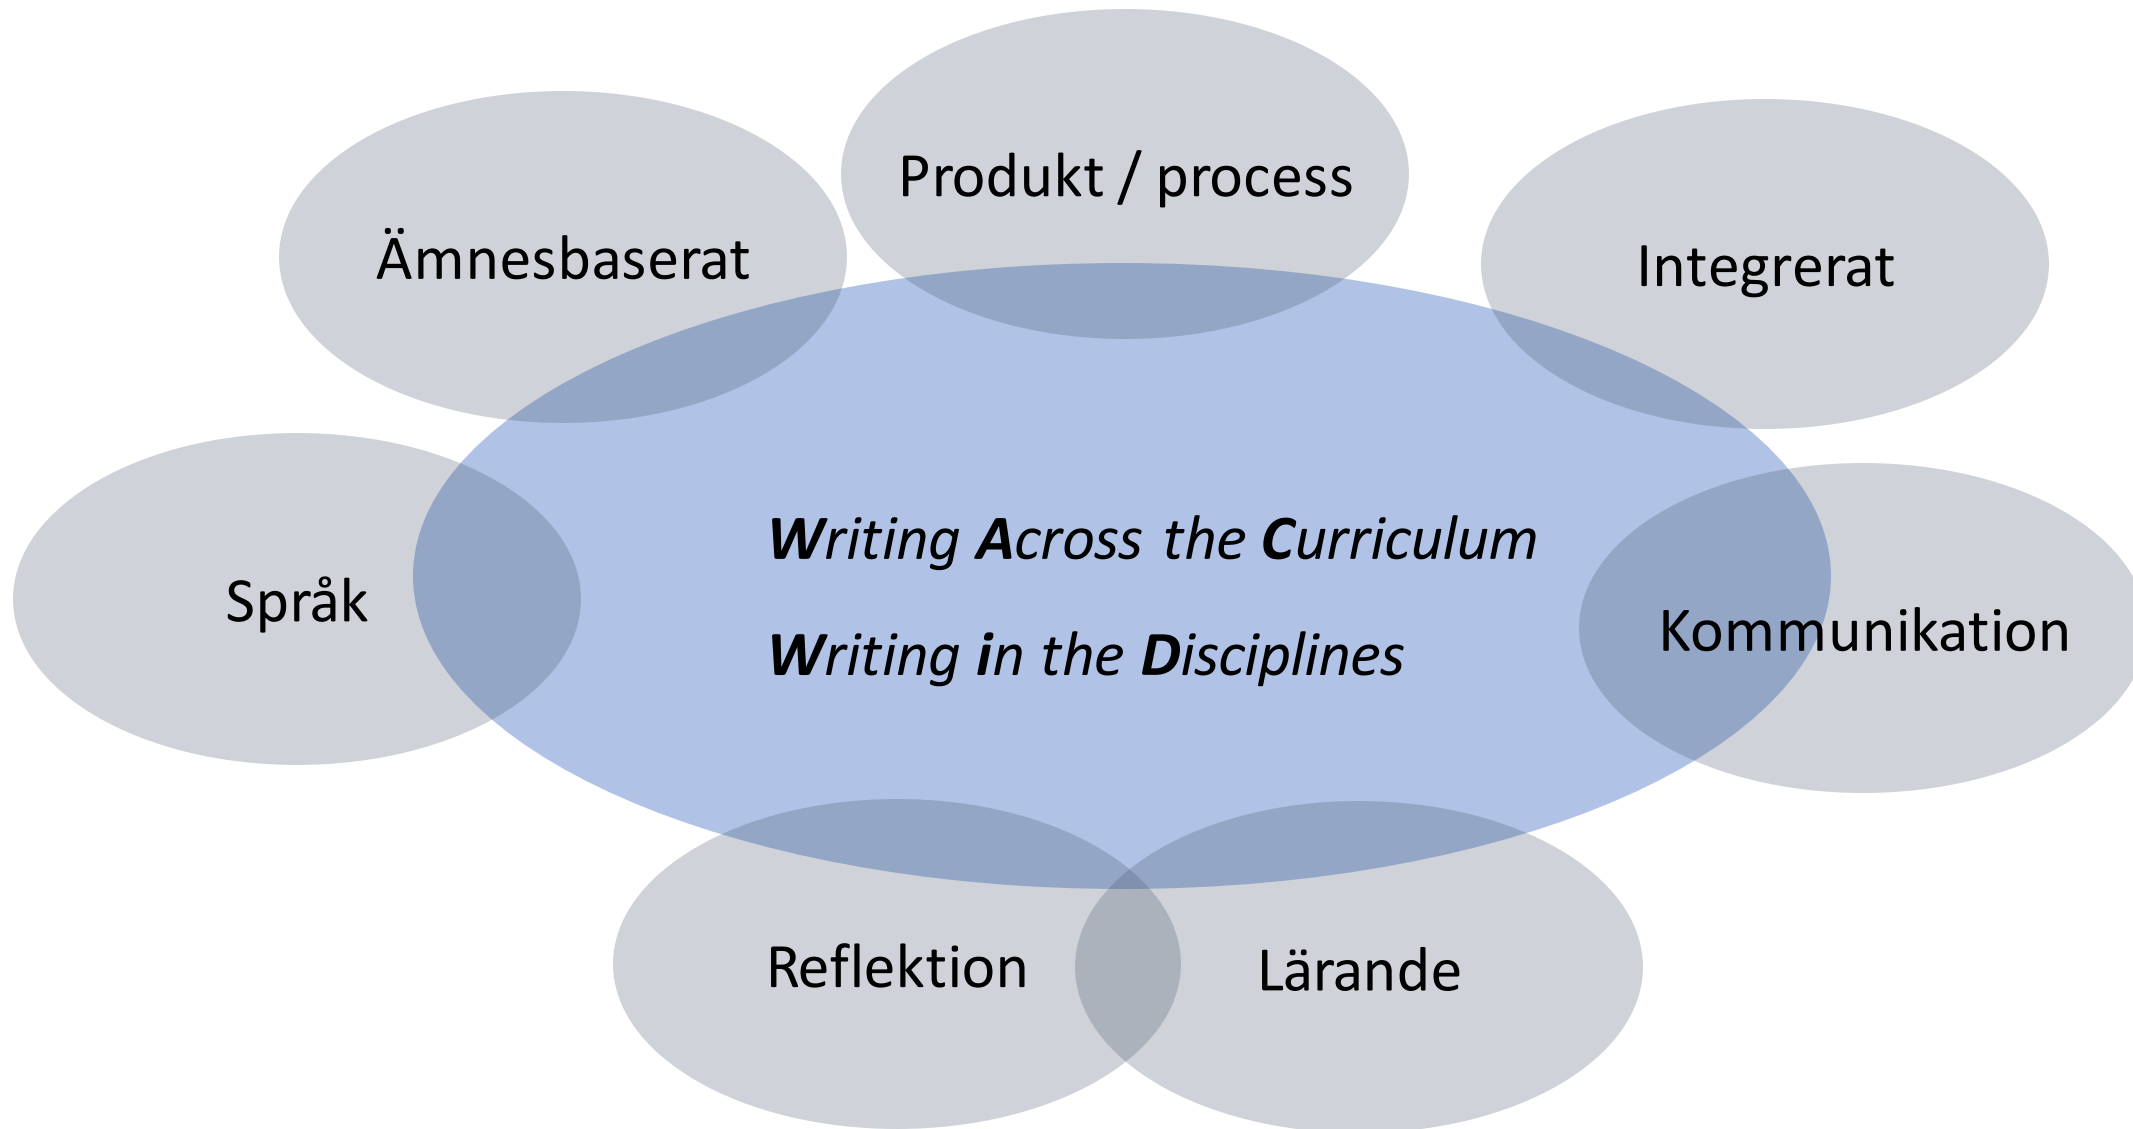 Produkt / process
Ämnesbaserat
Integrerat
Writing Across the Curriculum
Writing in the Disciplines
Språk
Kommunikation
Reflektion
Lärande